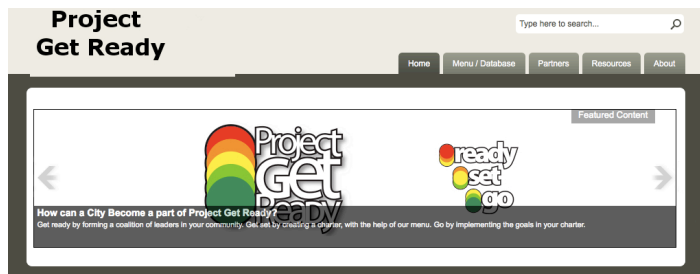 Project
Get Ready
Type here to search...
Home Menu / Database Partners Resources About
Featured Content
Project
Get
Ready
ready
set
go
How can a City Become a part of Project Get Ready?
Get ready by forming a coalition of leaders in your community. Get set by creating a charter, with the help of our menu. Go by implementing the goals in your charter.